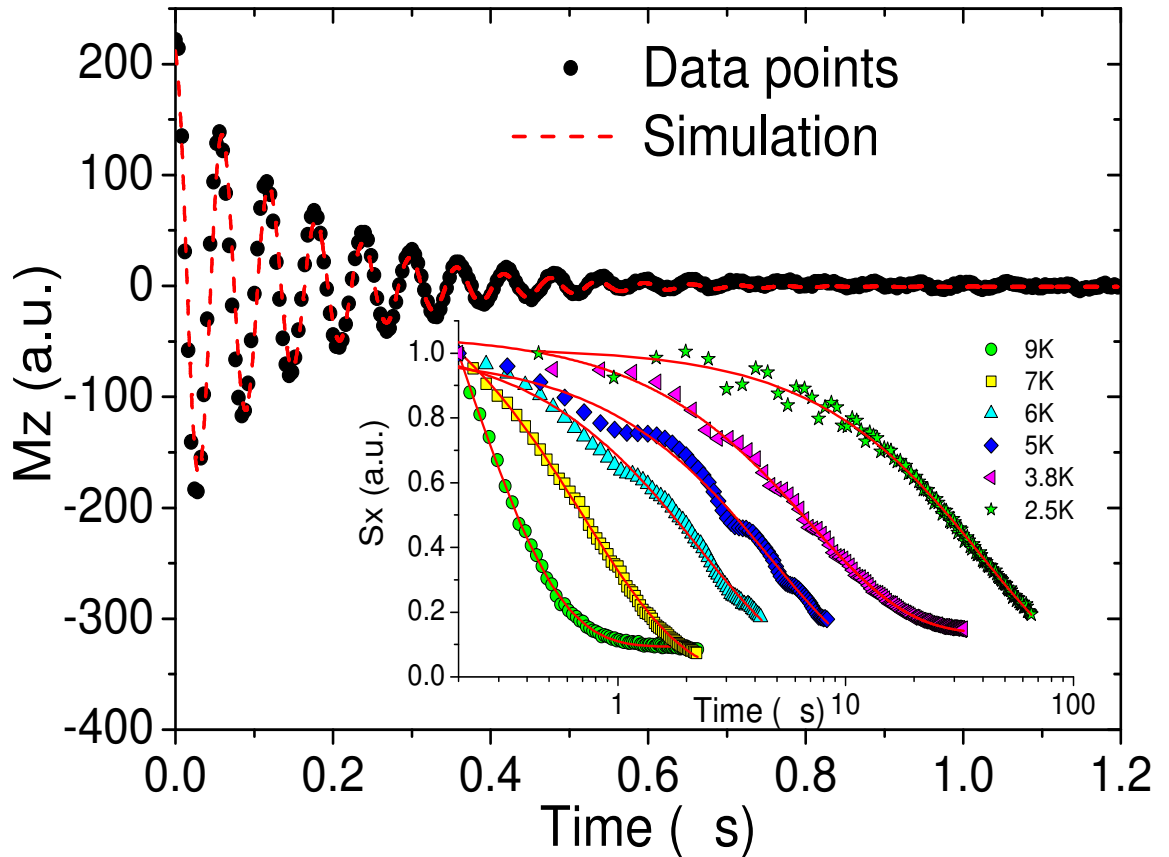 Data points
Simulation
200
100
0
-100
-200
-300
-400
Mz (a.u.)
0.0 0.2 0.4 0.6 0.8 1.0 1.2
Time ( s)
1.0
0.8
0.6
0.4
0.2
0.0
Sx (a.u.)
9K
7K
6K
5K
3.8K
2.5K
1 10 100
Time ( s)